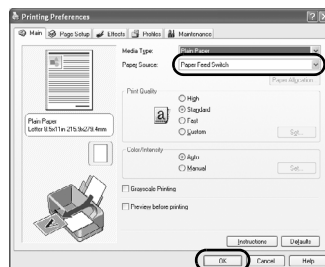 Printing Preferences
Main Page Setup Effects Profiles Maintenance
Media Type: Plain Paper
Paper Source: Paper Feed Switch
Paper Allocation
Print Quality
High
Standard
Fast
Custom
Set...
Plain Paper
Letter 8.5x11in 215.9x279.4mm
Color/Intensity
Auto
Manual
Set...
Grayscale Printing
Preview before printing
Instructions Defaults
OK Cancel Help